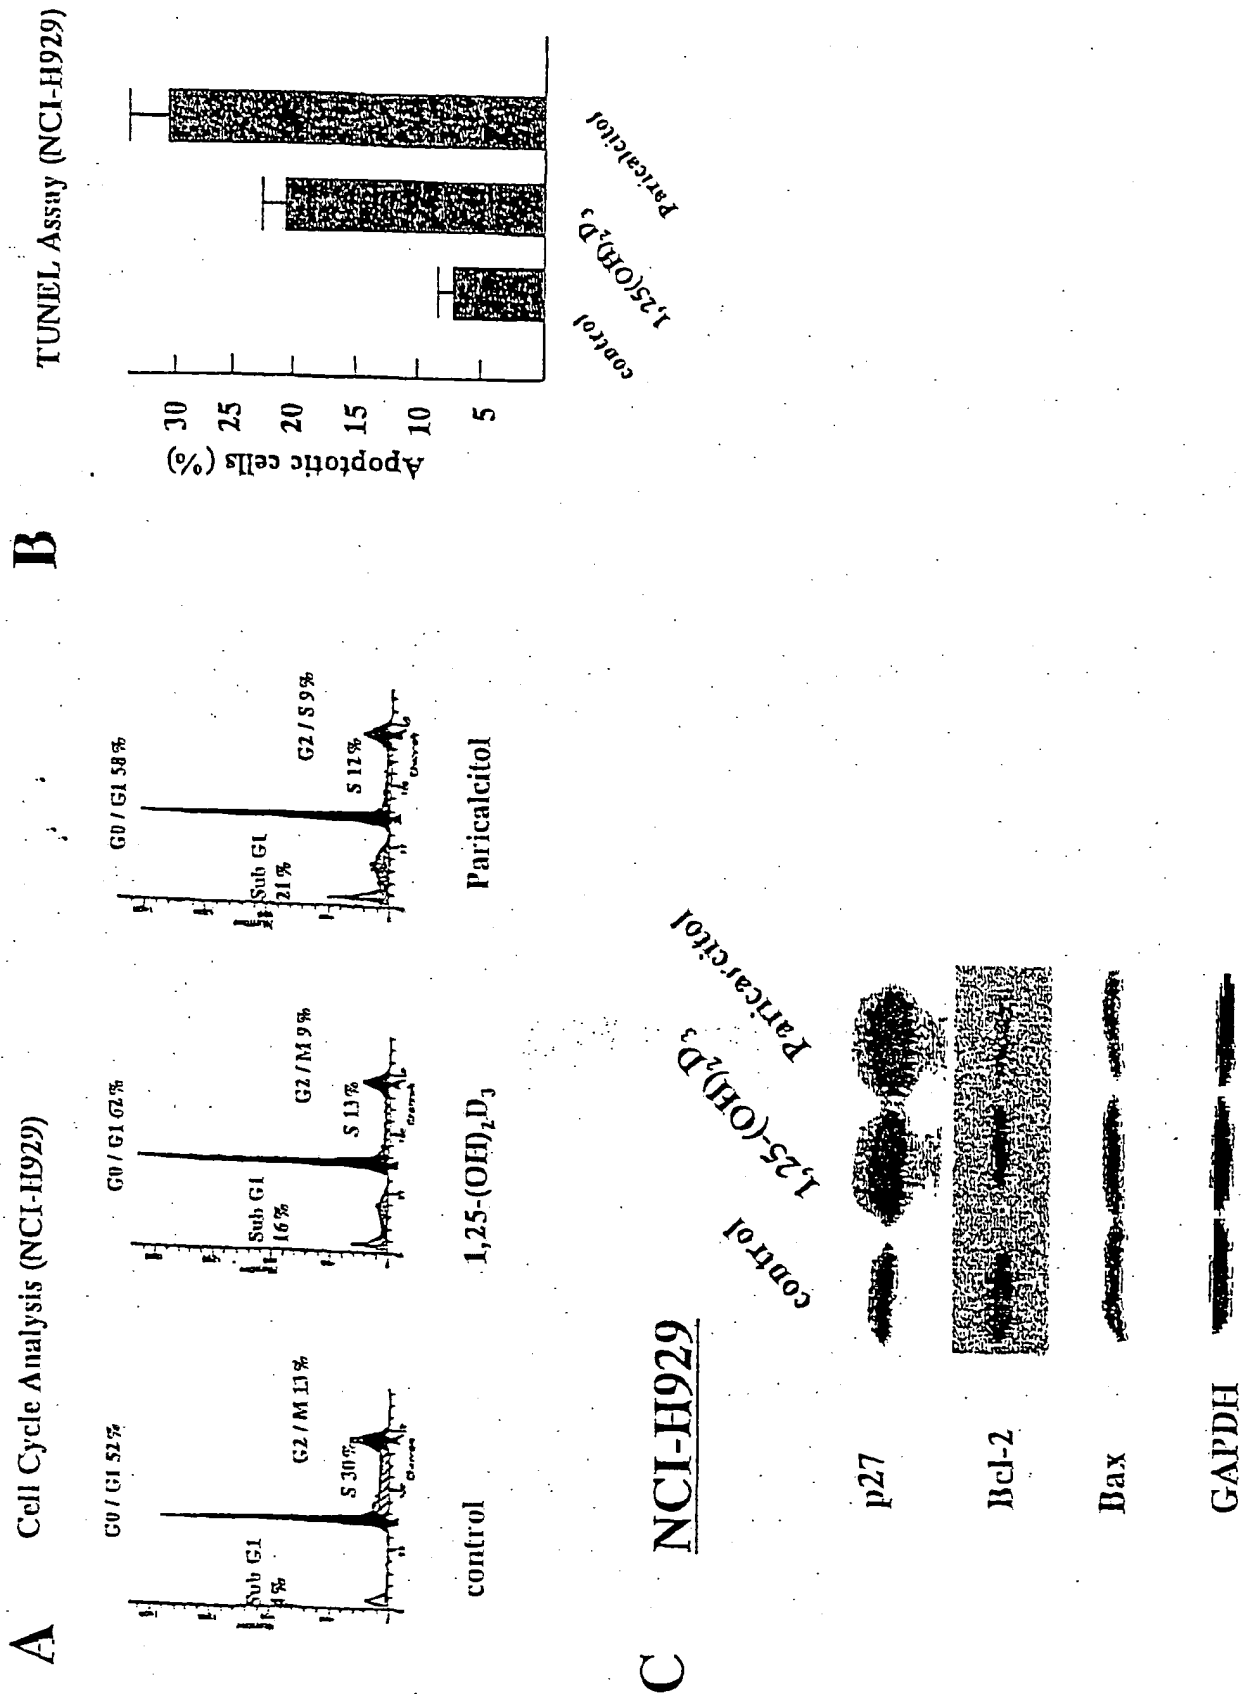 A
Cell Cycle Analysis (NCI-H929)
G0 / G1 52%
Sub G1
4%
S 30%
G2 / M 13%
control
G0 / G1 62%
Sub G1
16%
S 13%
G2 / M 9%
1,25-(OH)₂D₃
G0 / G1 58%
Sub G1
21%
S 12%
G2 / S 9%
Paricalcitol
B
TUNEL Assay (NCI-H929)
Apoptotic cells (%)
30
25
20
15
10
5
control
1,25(OH)₂D₃
Paricalcitol
C
NCI-H929
control
1,25-(OH)₂D₃
Paricarcitol
p27
Bcl-2
Bax
GAPDH